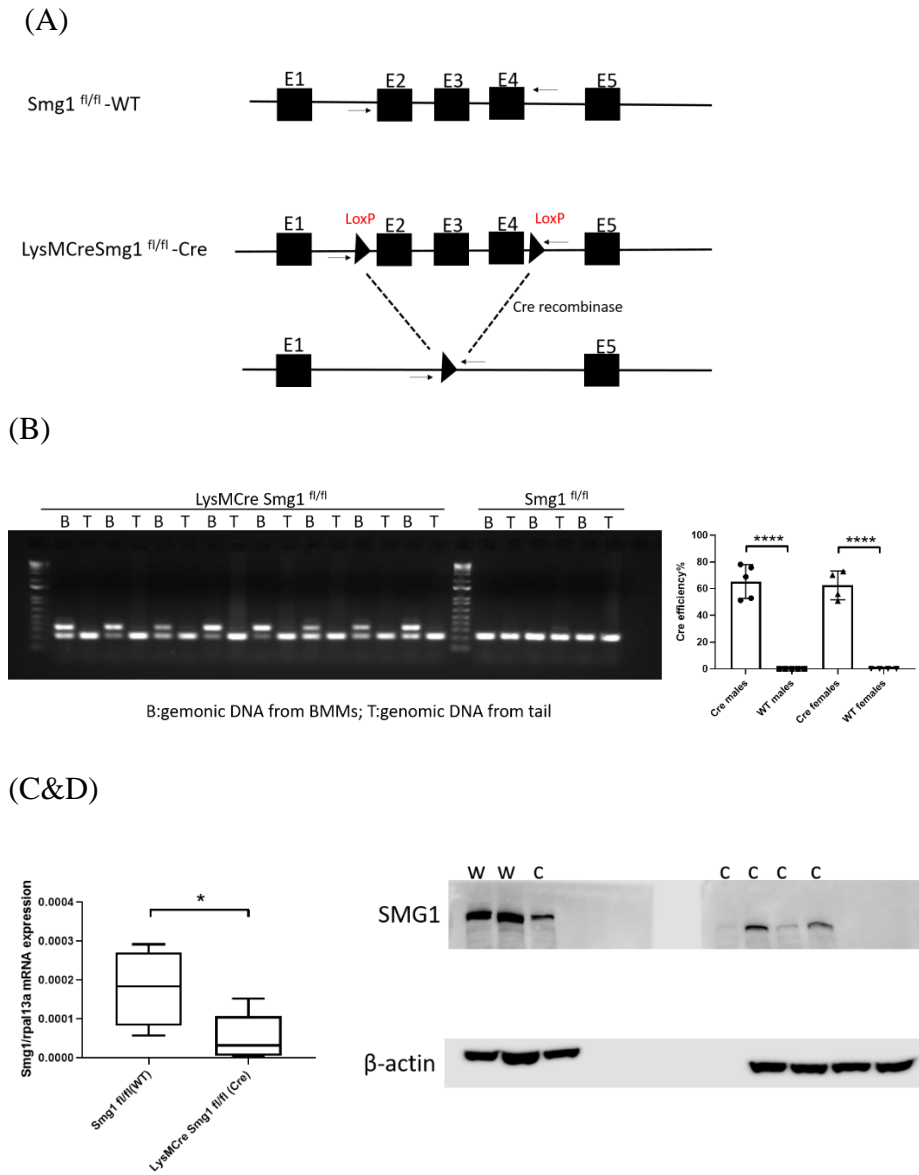 (A)
E1 E2 E3 E4 E5
Smg1 fl/fl -WT
LoxP LoxP
E1 E2 E3 E4 E5
LysMCreSmg1 fl/fl -Cre
Cre recombinase
E1 E5
(B)
LysMCre Smg1 fl/fl Smg1 fl/fl
B T B T B T B T B T B T B T B T B T B T B T
B:gemonic DNA from BMMs; T:genomic DNA from tail
Cre efficiency%
100
80
60
40
20
0
**** ****
Cre males WT males Cre females WT females
(C&D)
Smg1/rpal13a mRNA expression
0.0004
0.0003
0.0002
0.0001
0.0000
*
Smg1 fl/fl(WT) LysMCre Smg1 fl/fl (Cre)
W W C C C C C
SMG1
β-actin